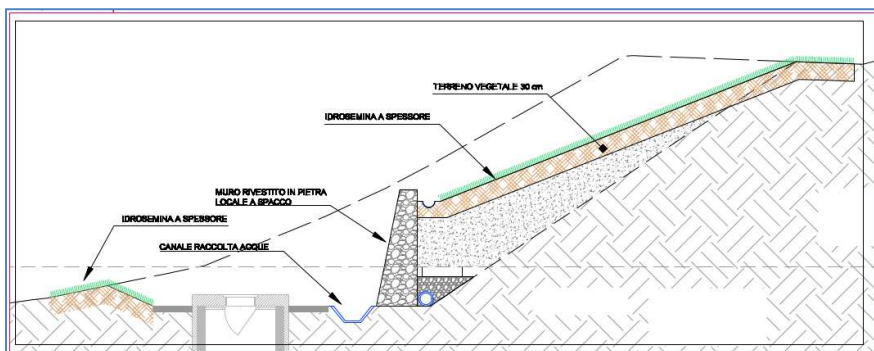 TERRENO VEGETALE 30 cm
IDROSEMINA A SPESSORE
MURO RIVESTITO IN PIETRA
LOCALE A SPACCO
IDROSEMINA A SPESSORE
CANALE RACCOLTA ACQUE